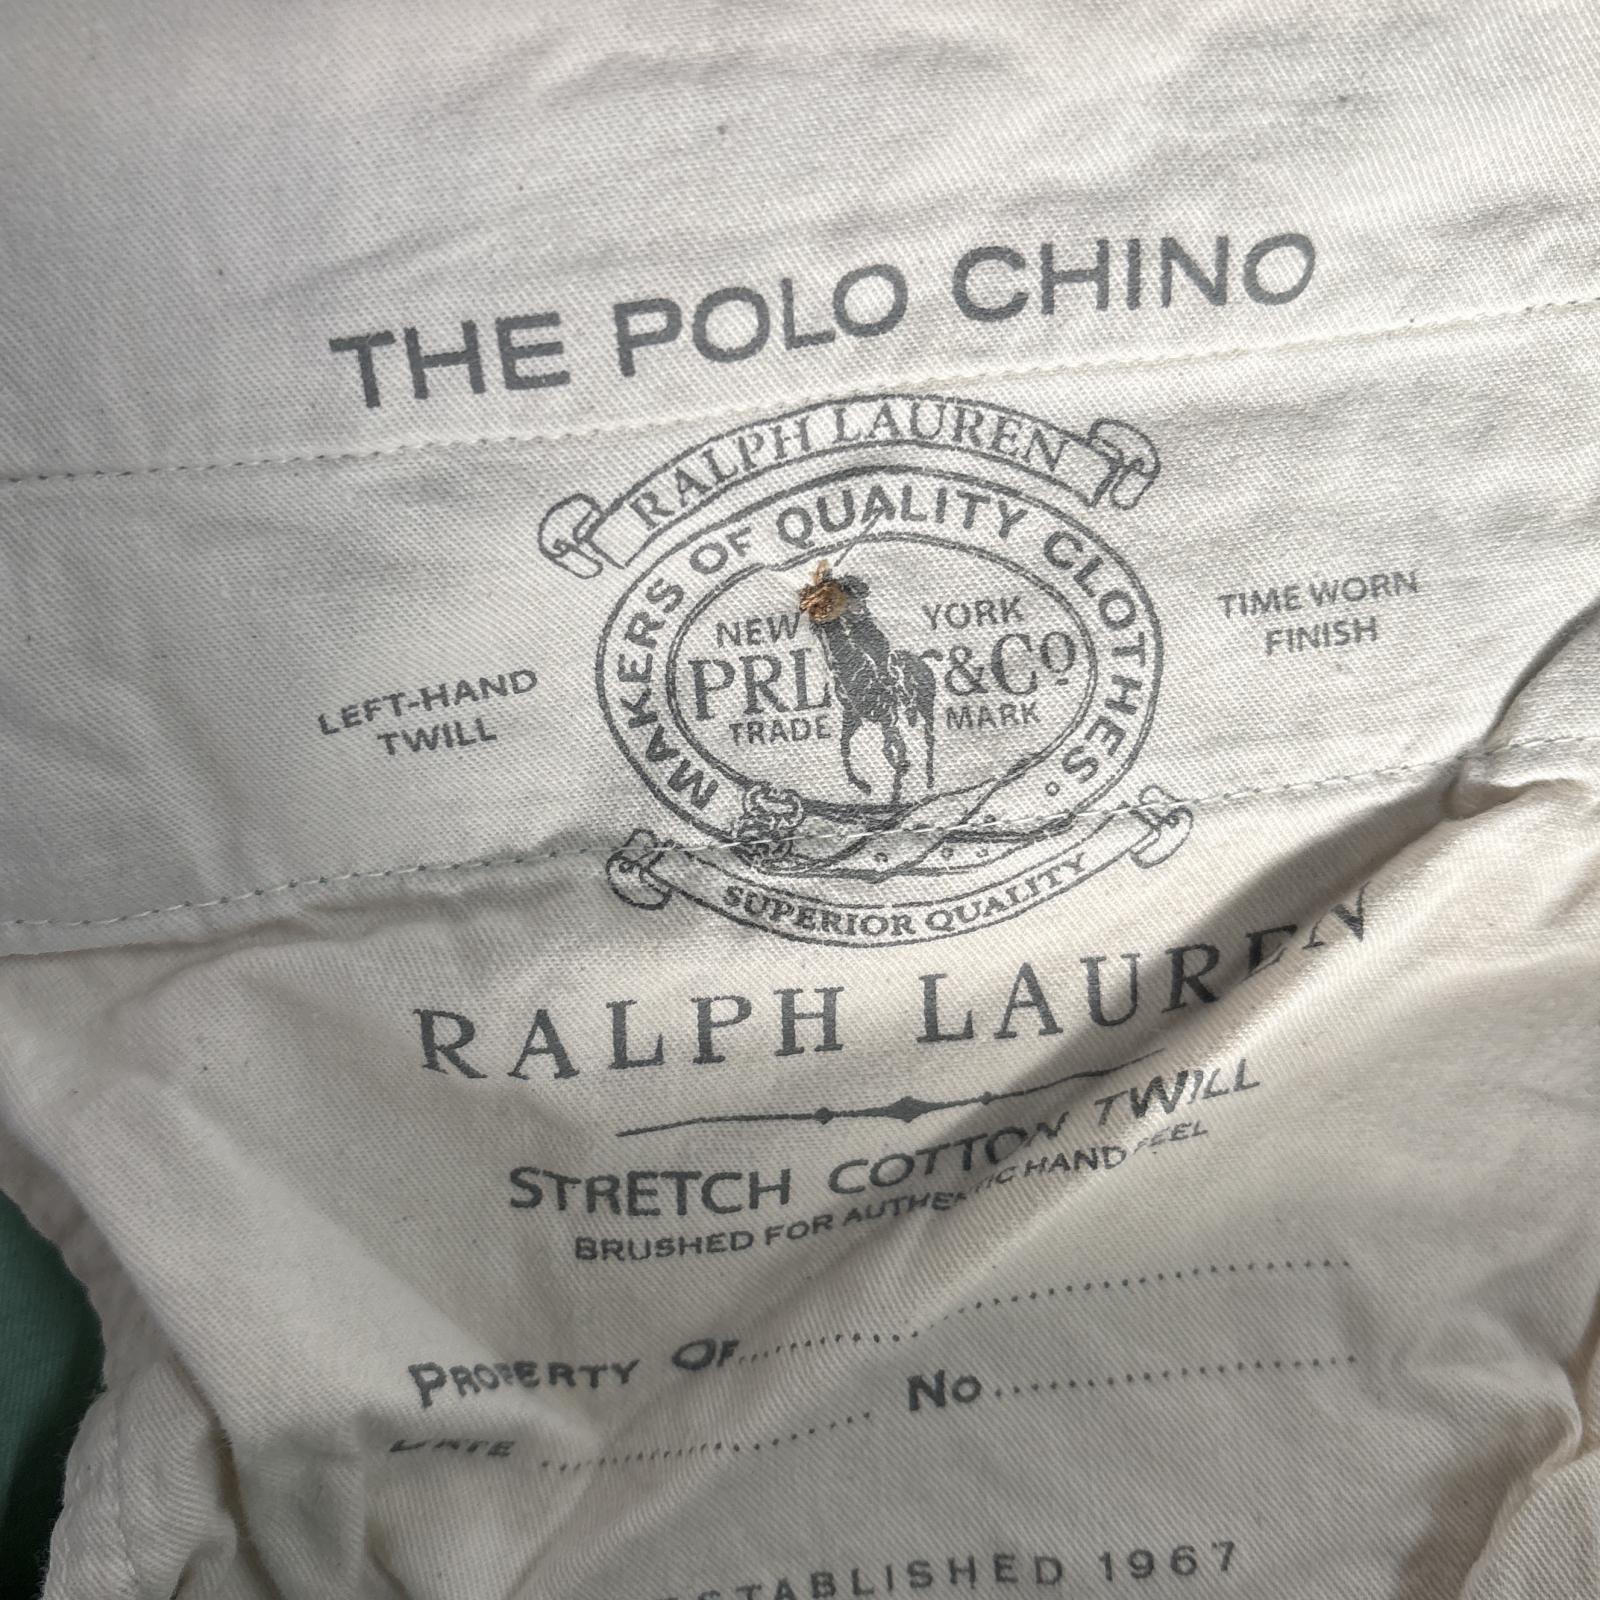 THE POLO CHINO
RALPH LAUREN
MAKERS OF QUALITY CLOTHES.
NEW YORK
PRL &Co
TRADE MARK
LEFT-HAND
TWILL
TIME WORN
FINISH
SUPERIOR QUALITY
RALPH LAUREN
STRETCH COTTON TWILL
BRUSHED FOR AUTHENTIC HAND FEEL
PROPERTY OF
DATE No
ESTABLISHED 1967